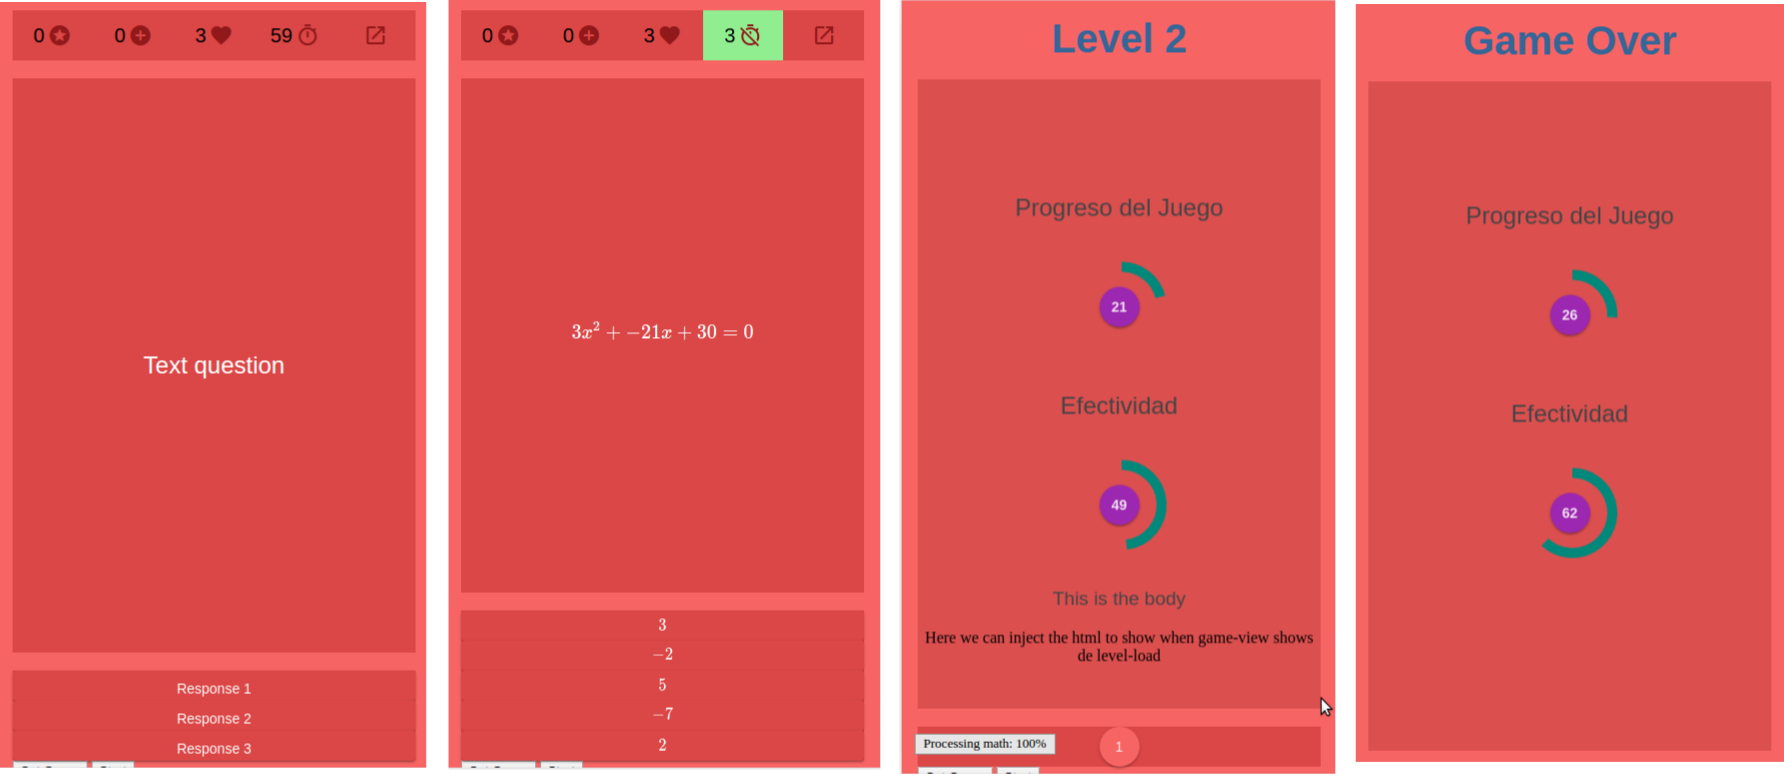 0 0 3 59
Text question
Response 1
Response 2
Response 3
0 0 3 3
3x² + −21x + 30 = 0
3
−2
5
−7
2
Level 2
Progreso del Juego
21
Efectividad
49
This is the body
Here we can inject the html to show when game-view shows
de level-load
Processing math: 100%
1
Game Over
Progreso del Juego
26
Efectividad
62